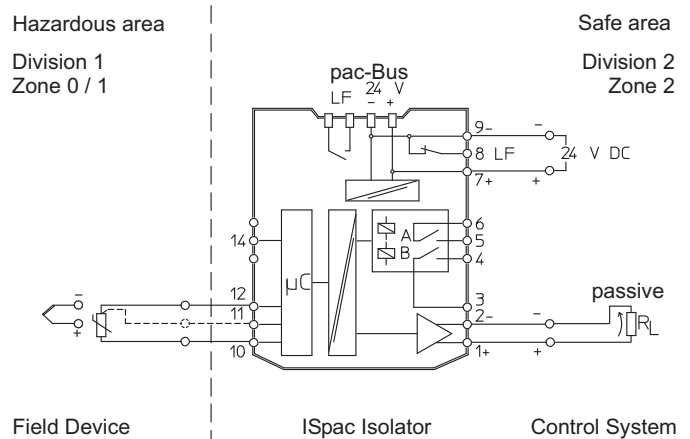 Hazardous area
Safe area
Division 1
Zone 0 / 1
Division 2
Zone 2
pac-Bus
LF 24 V
- +
9-
8 LF
7+
-
+
24 V DC
6
5
4
A
B
14
µC
12
11
10
-
+
3
2-
1+
-
+
passive
RL
Field Device
ISpac Isolator
Control System